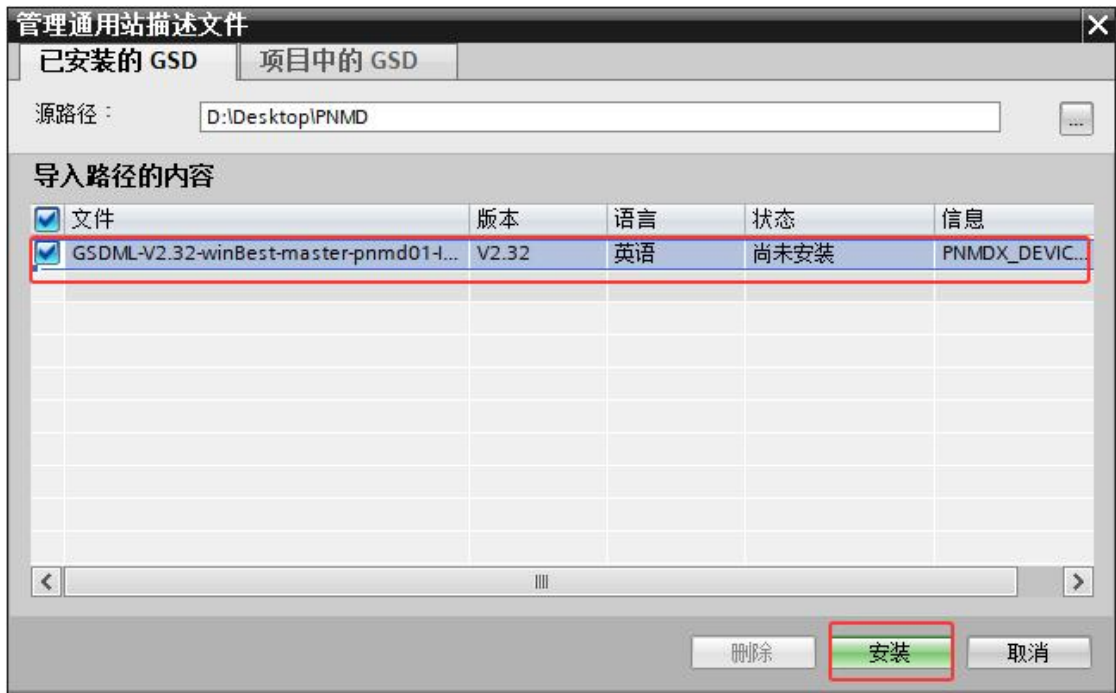 管理通用站描述文件
已安装的 GSD 项目中的 GSD
源路径： D:\Desktop\PNMD ...
导入路径的内容
文件 版本 语言 状态 信息
GSDML-V2.32-winBest-master-pnmd01-I... V2.32 英语 尚未安装 PNMDX_DEVIC...
删除 安装 取消